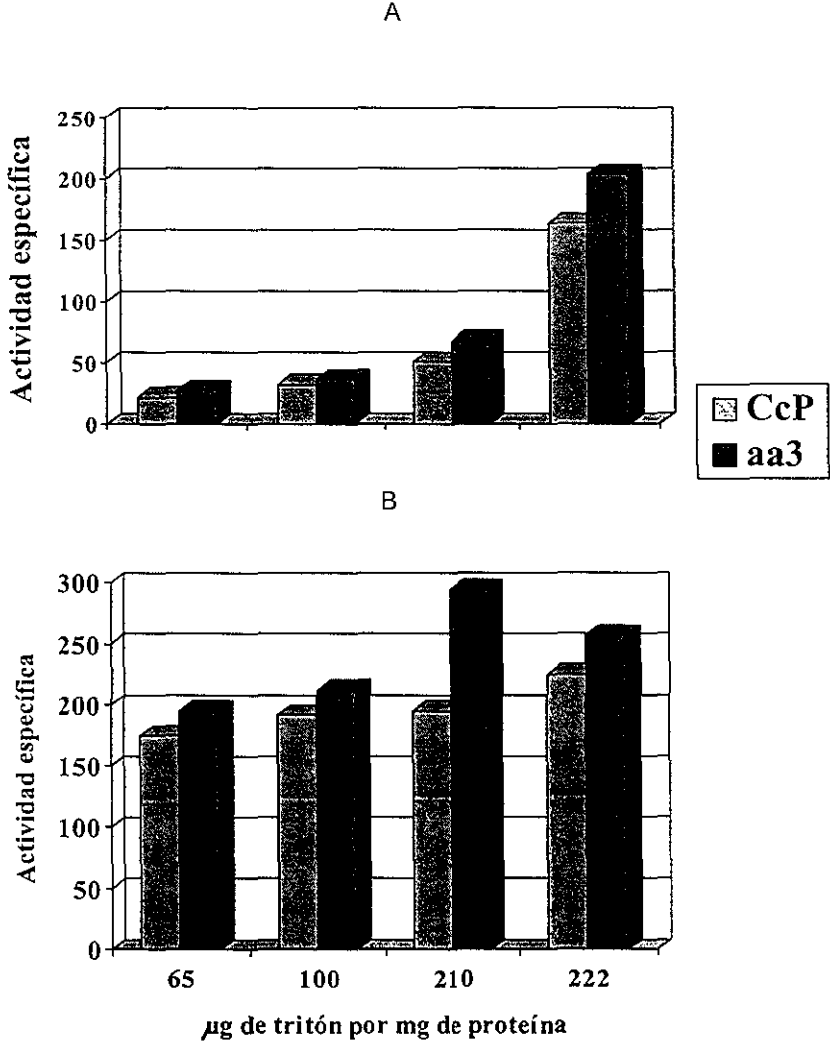 A
Actividad específica
250
200
150
100
50
0
CcP
aa3
B
Actividad específica
300
250
200
150
100
50
0
65 100 210 222
µg de tritón por mg de proteína